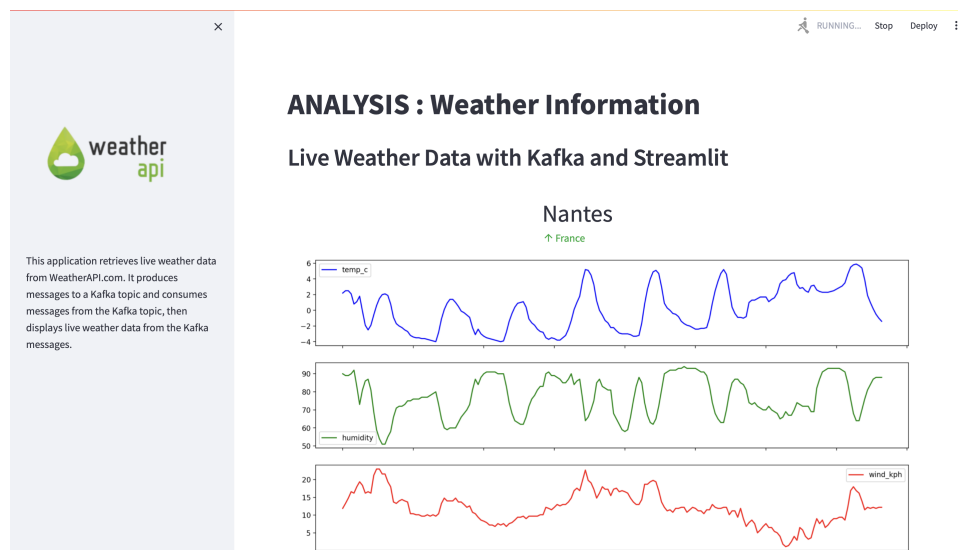 RUNNING...
Stop
Deploy
ANALYSIS : Weather Information
Live Weather Data with Kafka and Streamlit
weather
api
This application retrieves live weather data
from WeatherAPI.com. It produces
messages to a Kafka topic and consumes
messages from the Kafka topic, then
displays live weather data from the Kafka
messages.
Nantes
↑ France
temp_c
6
4
2
0
−2
−4
90
80
70
60
50
humidity
wind_kph
20
15
10
5